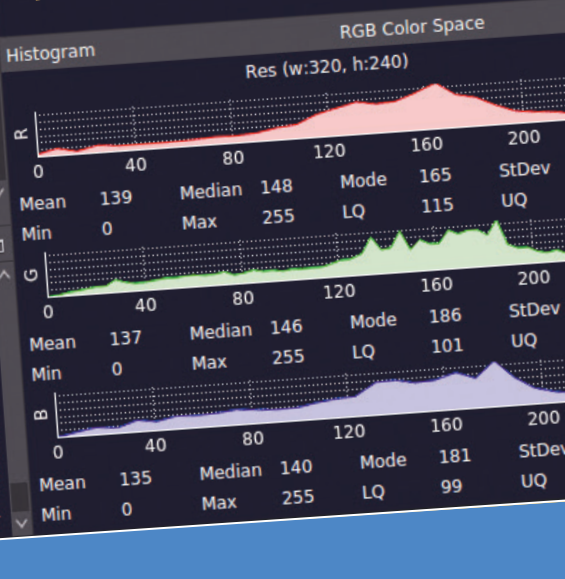 Histogram RGB Color Space
Res (w:320, h:240)
R
0 40 80 120 160 200
Mean 139 Median 148 Mode 165 StDev
Min 0 Max 255 LQ 115 UQ
G
0 40 80 120 160 200
Mean 137 Median 146 Mode 186 StDev
Min 0 Max 255 LQ 101 UQ
B
0 40 80 120 160 200
Mean 135 Median 140 Mode 181 StDev
Min 0 Max 255 LQ 99 UQ